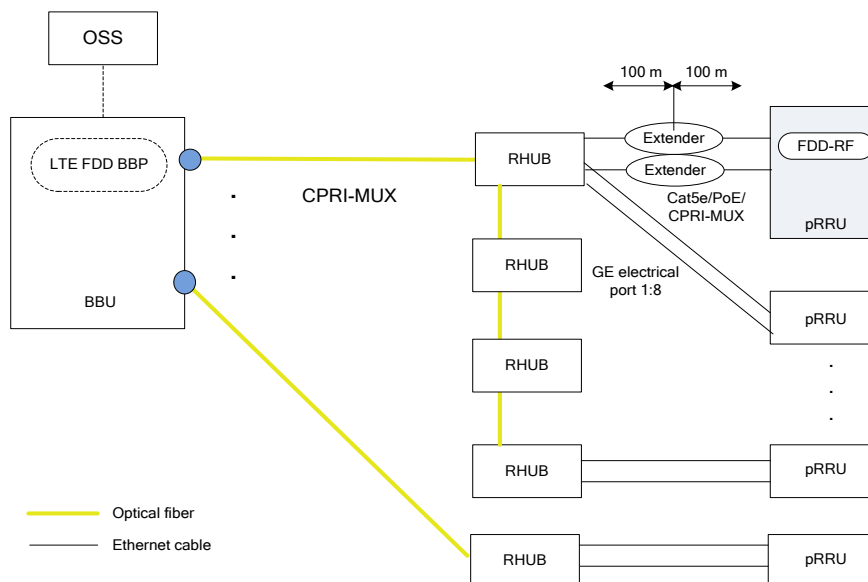 OSS
100 m
100 m
LTE FDD BBP
CPRI-MUX
BBU
RHUB
Extender
Extender
FDD-RF
pRRU
Cat5e/PoE/
CPRI-MUX
RHUB
GE electrical
port 1:8
pRRU
RHUB
RHUB
pRRU
RHUB
pRRU
Optical fiber
Ethernet cable